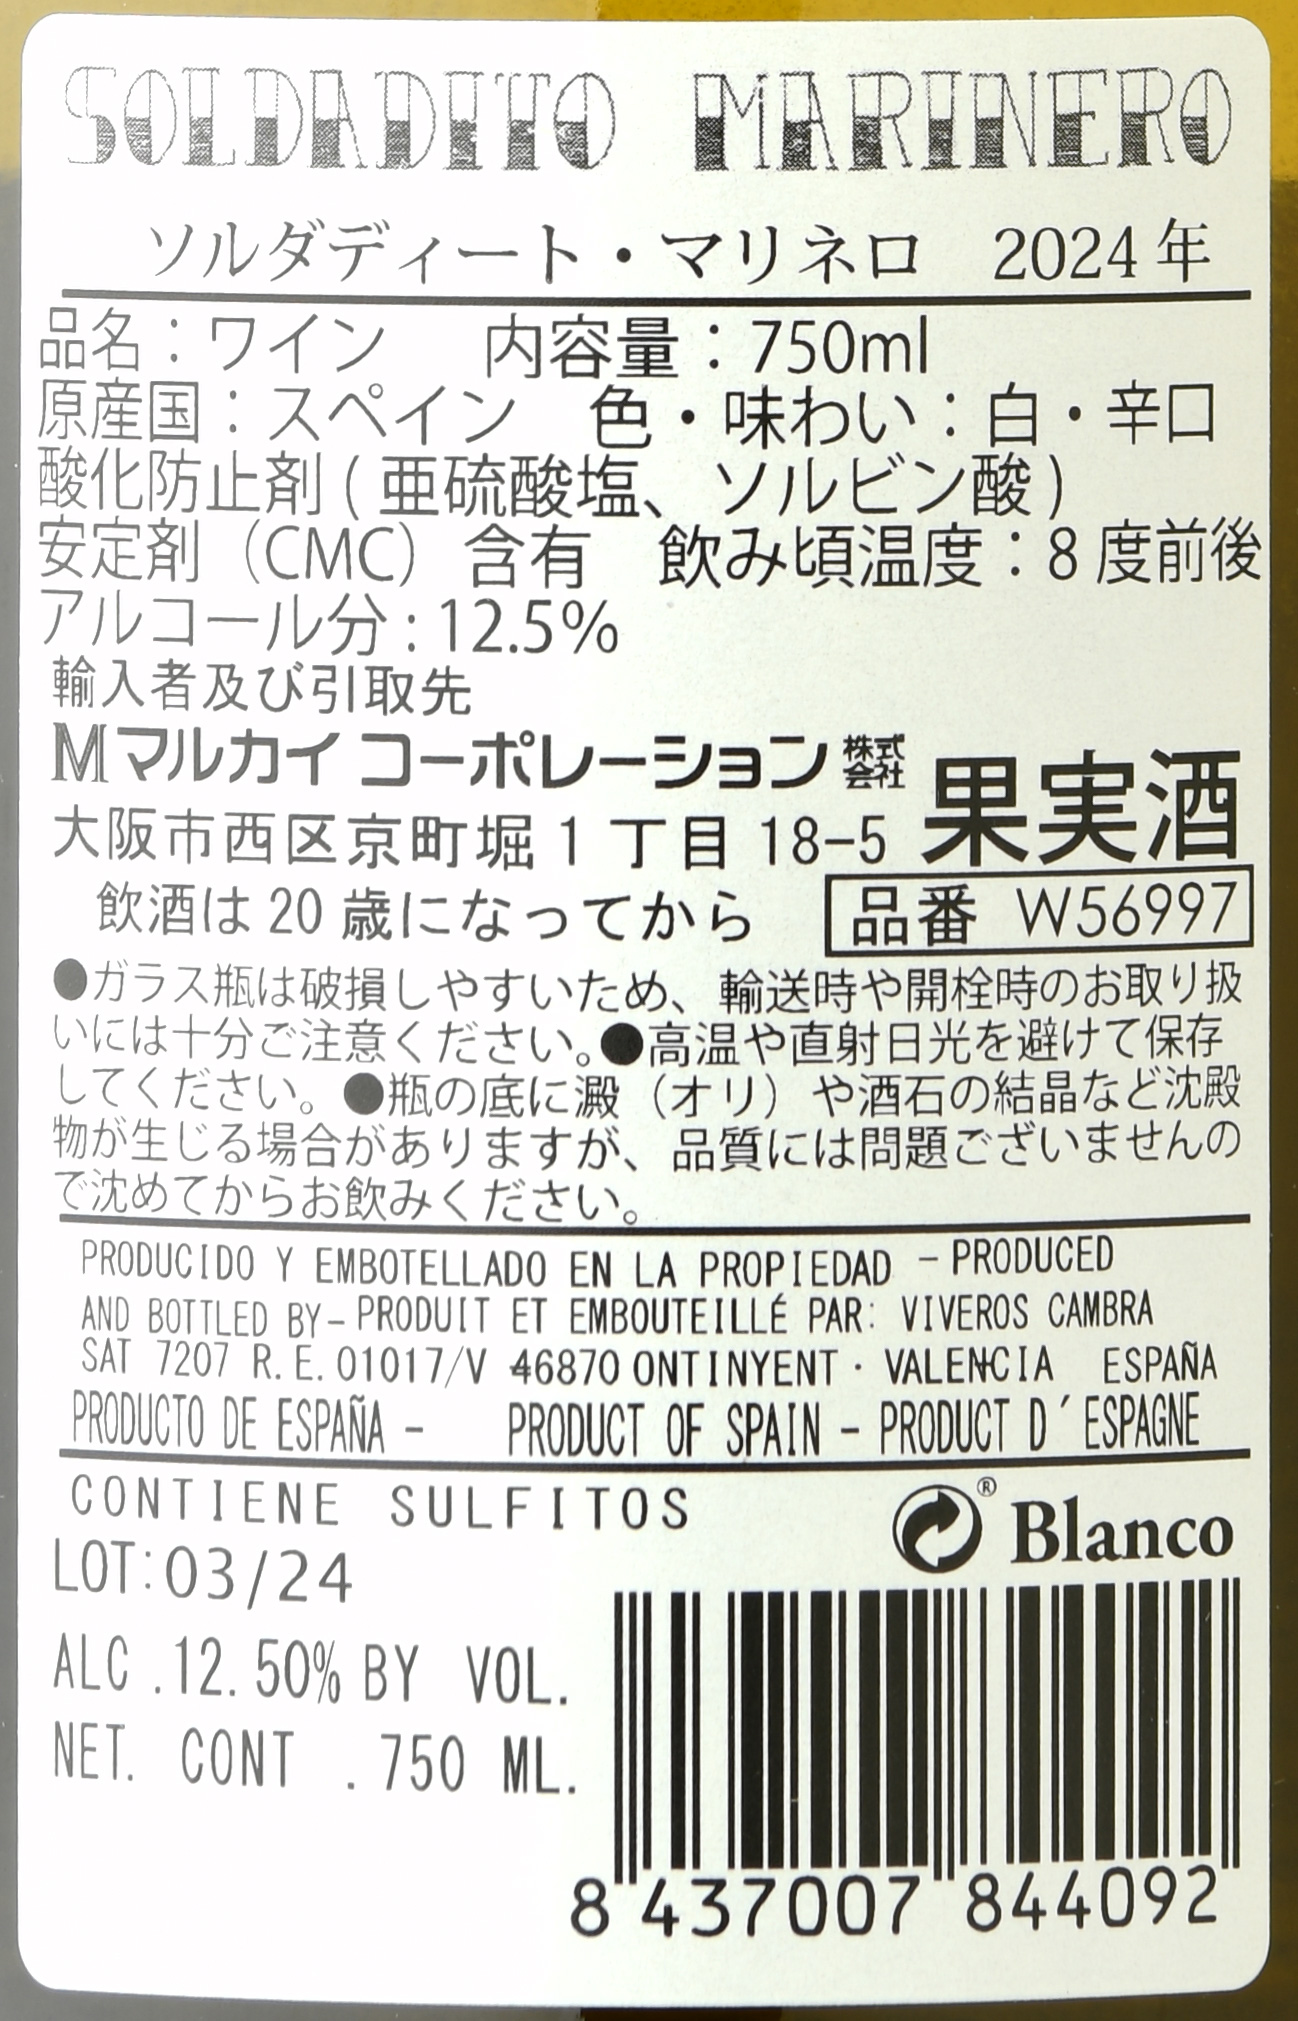 SOLDADITO MARINERO
ソルダディート・マリネロ 2024年
品名：ワイン 内容量：750ml
原産国：スペイン 色・味わい：白・辛口
酸化防止剤(亜硫酸塩、ソルビン酸)
安定剤（CMC）含有 飲み頃温度：8度前後
アルコール分：12.5%
輸入者及び引取先
Mマルカイコーポレーション株式会社
果実酒
大阪市西区京町堀1丁目18-5
飲酒は20歳になってから
品番 W56997
●ガラス瓶は破損しやすいため、輸送時や開栓時のお取り扱
いには十分ご注意ください。●高温や直射日光を避けて保存
してください。●瓶の底に澱（オリ）や酒石の結晶など沈殿
物が生じる場合がありますが、品質には問題ございませんの
で沈めてからお飲みください。
PRODUCIDO Y EMBOTELLADO EN LA PROPIEDAD - PRODUCED
AND BOTTLED BY- PRODUIT ET EMBOUTEILLÉ PAR: VIVEROS CAMBRA
SAT 7207 R.E. 01017/V 46870 ONTINYENT · VALENCIA ESPAÑA
PRODUCTO DE ESPAÑA - PRODUCT OF SPAIN - PRODUCT D´ESPAGNE
CONTIENE SULFITOS
® Blanco
LOT:03/24
ALC .12.50% BY VOL.
NET. CONT .750 ML.
8 437007 844092